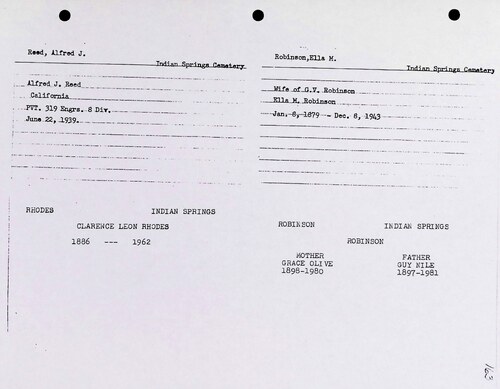 Reed, Alfred J.
Indian Springs Cemetery
Alfred J. Reed
California
PVT. 319 Engrs. 8 Div.
June 22, 1939.
Robinson,Ella M.
Indian Springs Cemetery
Wife of G.V. Robinson
Ella M. Robinson
Jan. 8, 1879 - Dec. 8, 1943
RHODES INDIAN SPRINGS
CLARENCE LEON RHODES
1886 --- 1962
ROBINSON INDIAN SPRINGS
ROBINSON
MOTHER FATHER
GRACE OLIVE GUY NILE
1898-1980 1897-1981